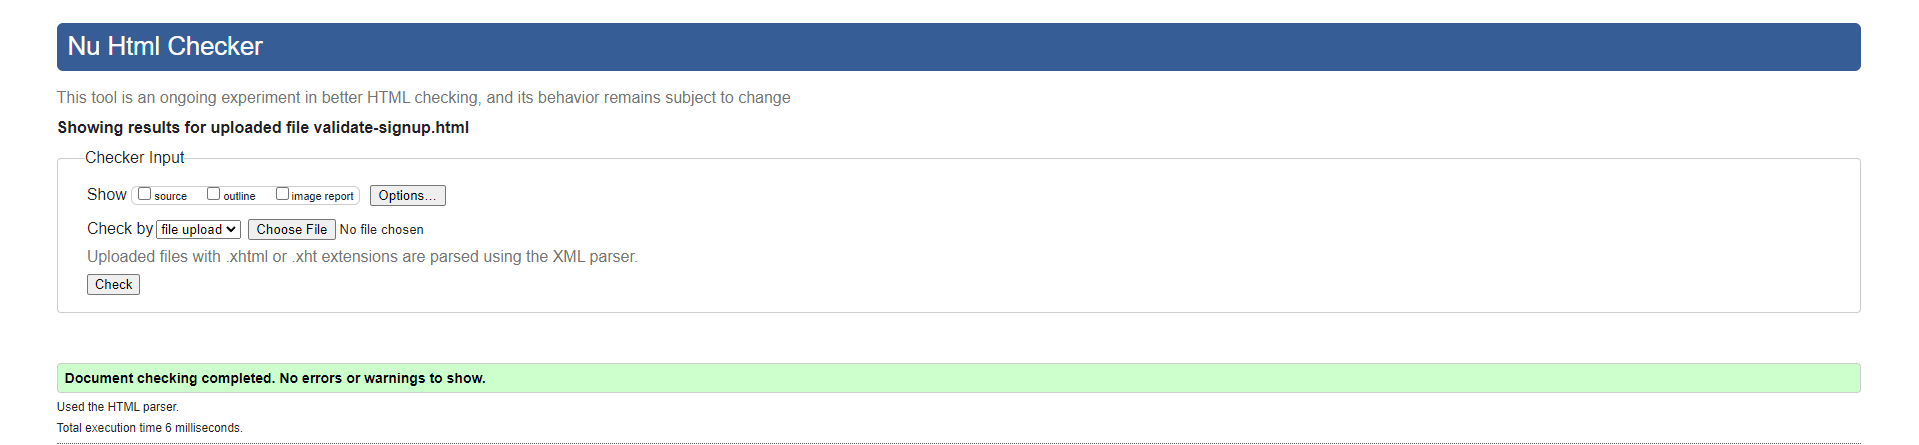 Nu Html Checker
This tool is an ongoing experiment in better HTML checking, and its behavior remains subject to change
Showing results for uploaded file validate-signup.html
Checker Input
Show source outline image report Options...
Check by file upload Choose File No file chosen
Uploaded files with .xhtml or .xht extensions are parsed using the XML parser.
Check
Document checking completed. No errors or warnings to show.
Used the HTML parser.
Total execution time 6 milliseconds.